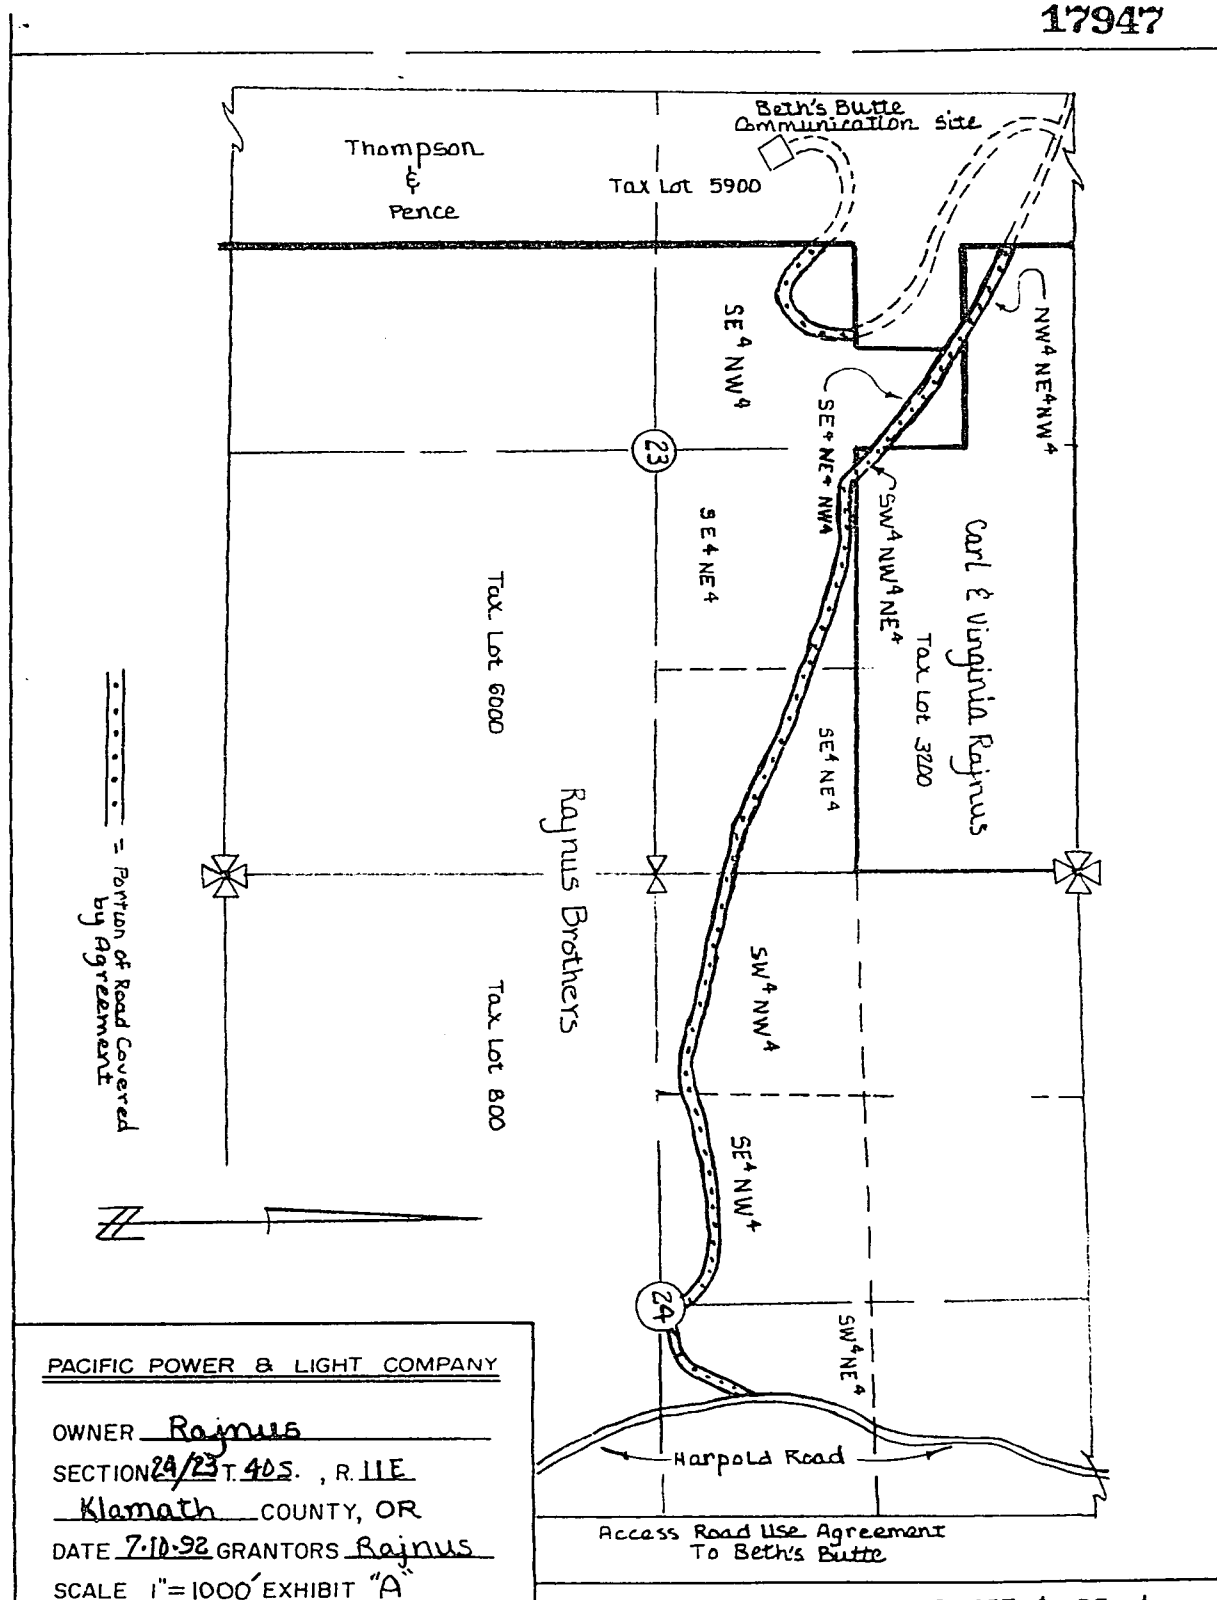 17947
Beth's Butte
Communication Site
Thompson
&
Pence
Tax Lot 5900
SE⁴ NW⁴
NW⁴ NE⁴ NW⁴
SE⁴ NE⁴ NW⁴
23
SW⁴ NW⁴ NE⁴
SE⁴ NE⁴
Carl & Vinginia Rajnus
Tax Lot 3200
Tax Lot 6000
SE⁴ NE⁴
Rajnus Brothers
= Portion of Road Covered
by Agreement
SW⁴ NW⁴
Tax Lot 800
SE⁴ NW⁴
24
SW⁴ NE⁴
Harpold Road
Access Road Use Agreement
To Beth's Butte
PACIFIC POWER & LIGHT COMPANY
OWNER Rajnus
SECTION 24/23 T. 40S. , R. 11E
Klamath COUNTY, OR
DATE 7·10·92 GRANTORS Rajnus
SCALE 1"=1000' EXHIBIT "A"